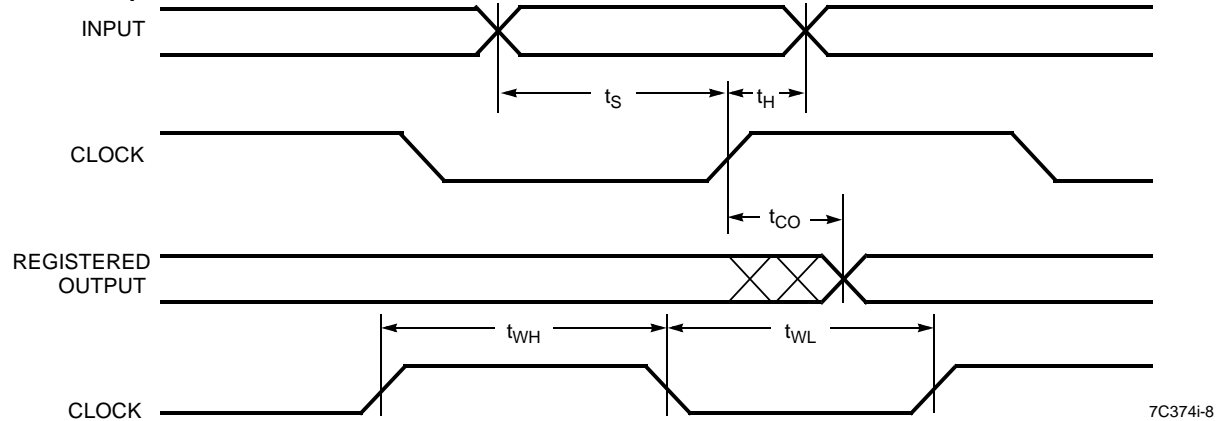 INPUT
tS
tH
CLOCK
tCO
REGISTERED
OUTPUT
tWH
tWL
CLOCK
7C374i-8